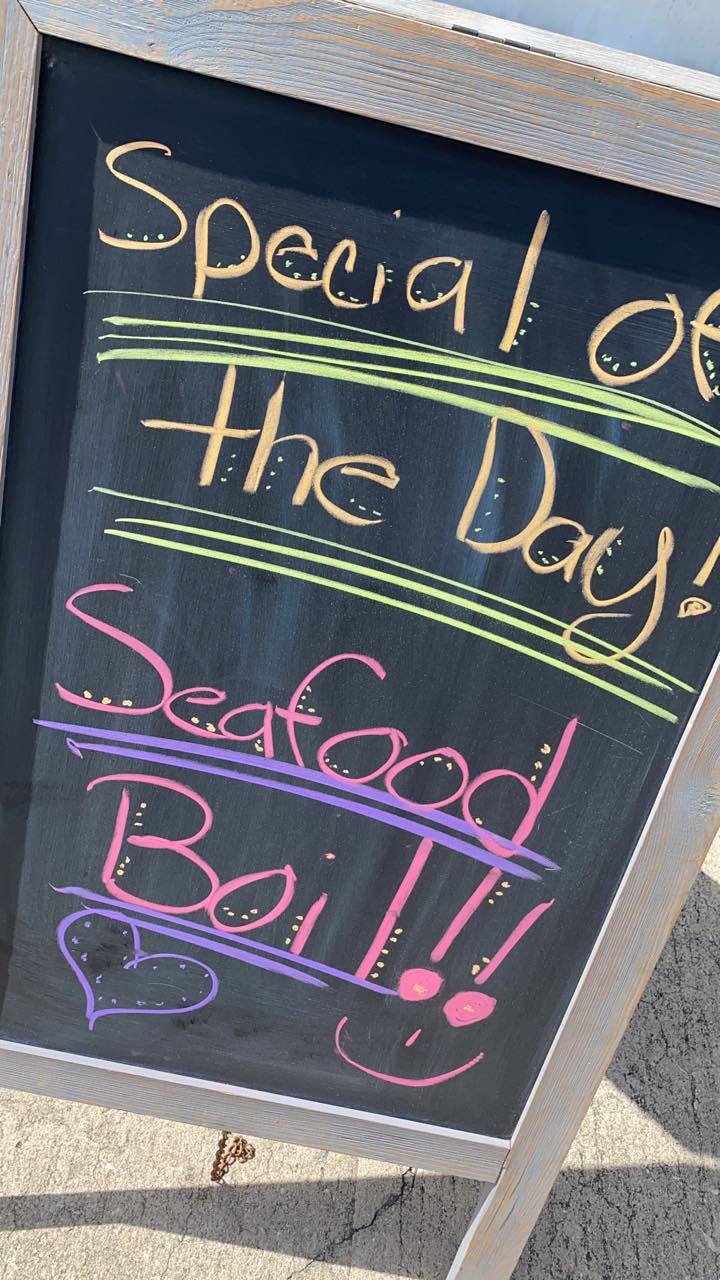 Special of
the Day!
Seafood
Boil!!